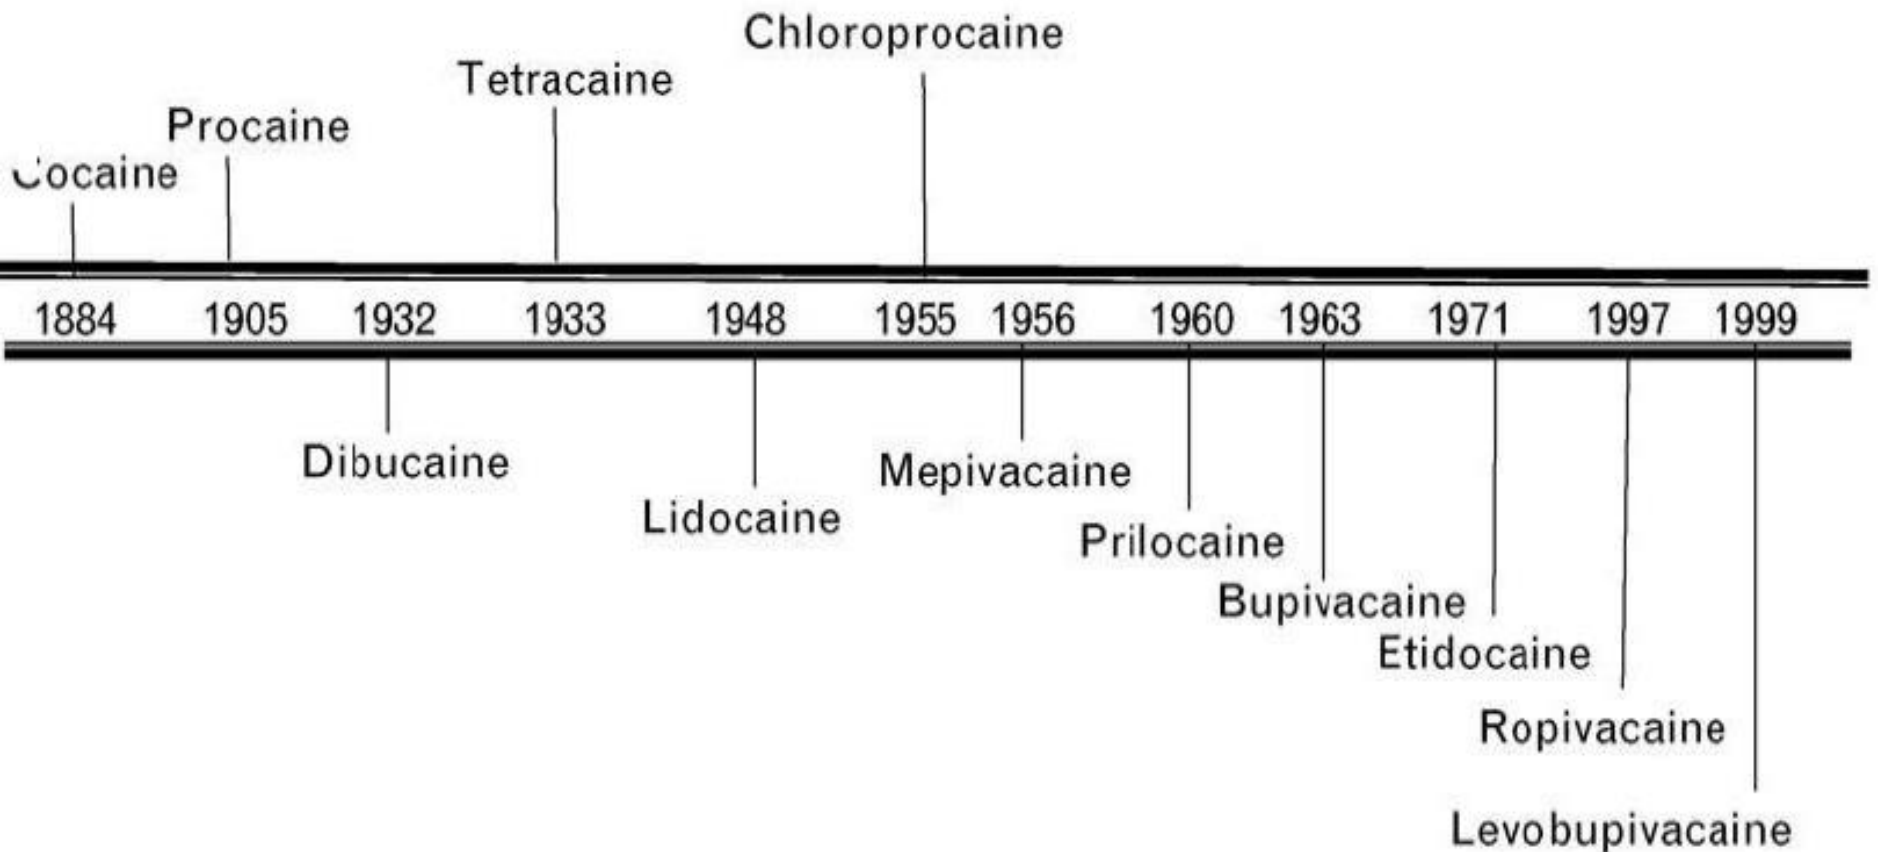 Chloroprocaine
Tetracaine
Procaine
Cocaine
1884 1905 1932 1933 1948 1955 1956 1960 1963 1971 1997 1999
Dibucaine
Mepivacaine
Lidocaine
Prilocaine
Bupivacaine
Etidocaine
Ropivacaine
Levobupivacaine